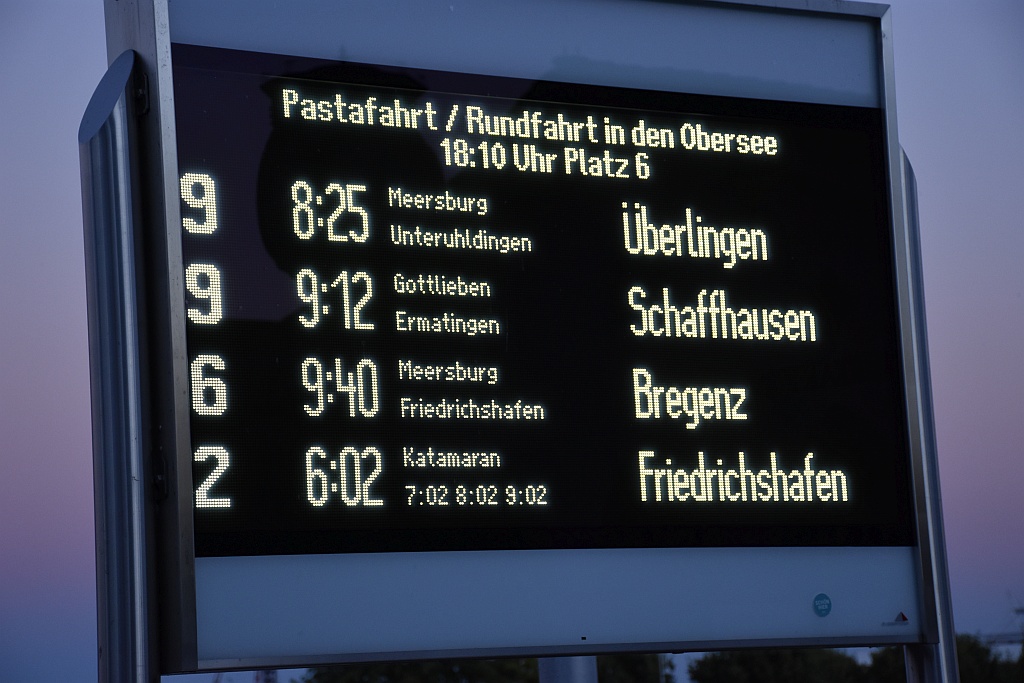 Pastafahrt / Rundfahrt in den Obersee
18:10 Uhr Platz 6
9 8:25 Meersburg Unteruhldingen Überlingen
9 9:12 Gottlieben Ermatingen Schaffhausen
6 9:40 Meersburg Friedrichshafen Bregenz
2 6:02 Katamaran 7:02 8:02 9:02 Friedrichshafen